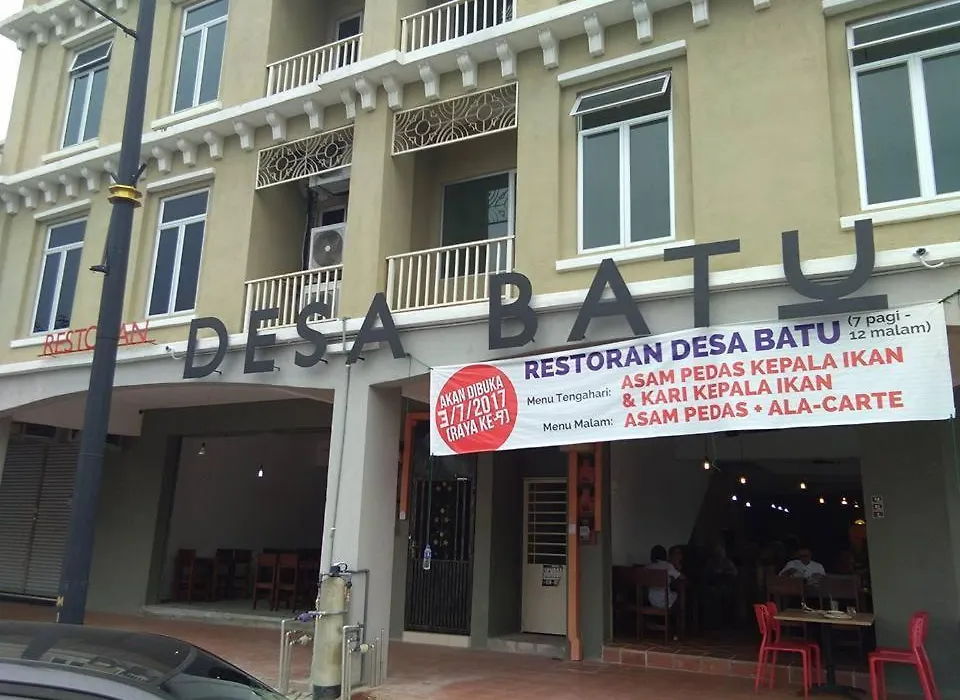 RESTORAN
DESA BATU
RESTORAN DESA BATU (7 pagi - 12 malam)
AKAN DIBUKA
3/7/2017
(RAYA KE-9)
Menu Tengahari: ASAM PEDAS KEPALA IKAN
& KARI KEPALA IKAN
Menu Malam: ASAM PEDAS + ALA-CARTE